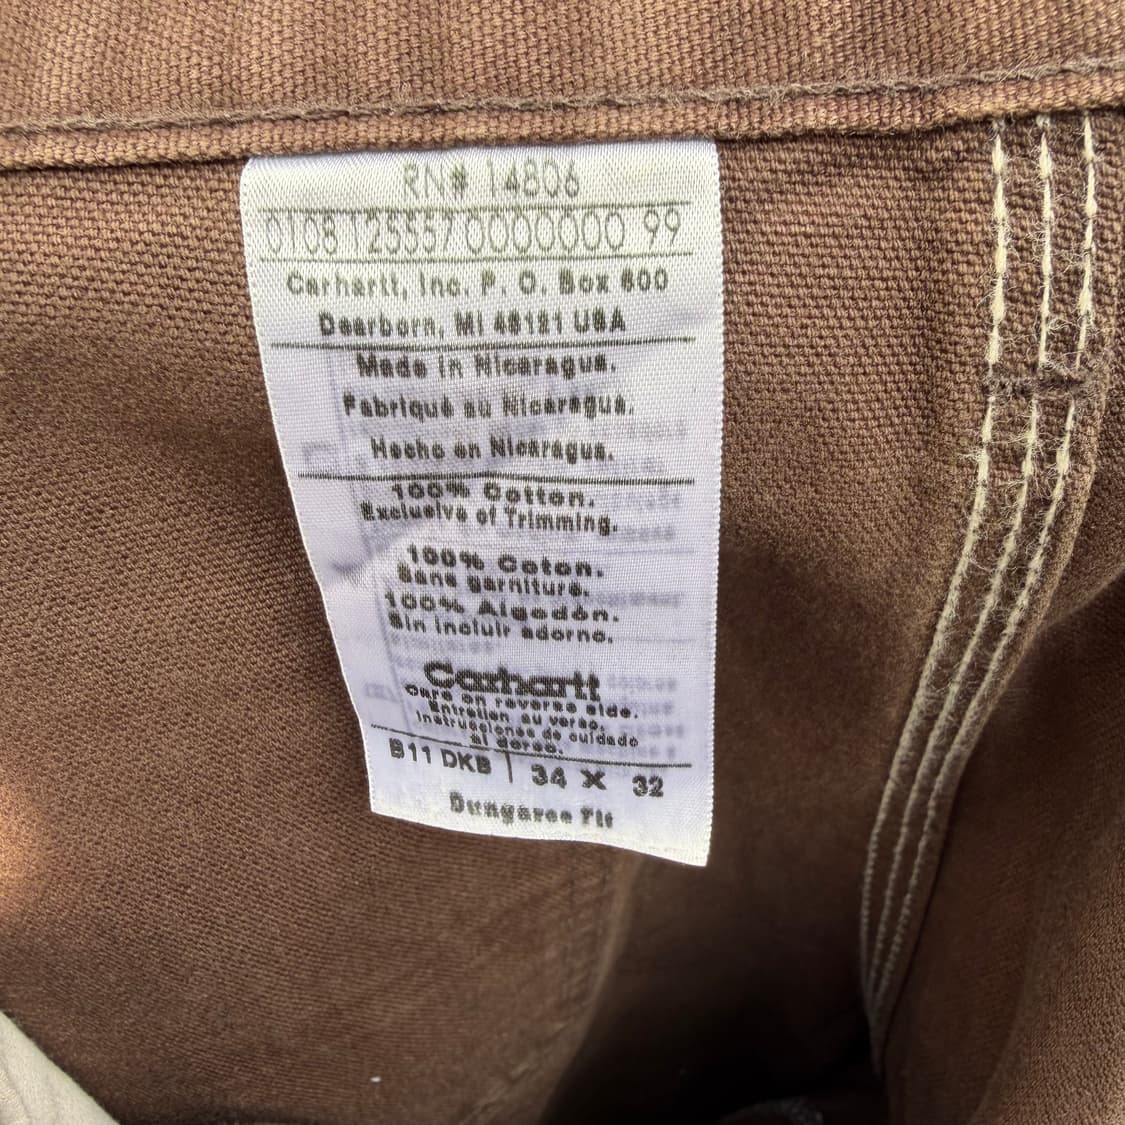 RN# 14806
0108125557 0000000 99
Carhartt, Inc. P. O. Box 600
Dearborn, MI 48121 USA
Made in Nicaragua.
Fabriqué au Nicaragua.
Hecho en Nicaragua.
100% Cotton.
Exclusive of Trimming.
100% Coton.
Sans garniture.
100% Algodón.
Sin incluir adorno.
Carhartt
care on reverse side.
Entretien au verso.
Instrucciones de cuidado
al dorso.
B11 DKB | 34 X 32
Dungaree Fit